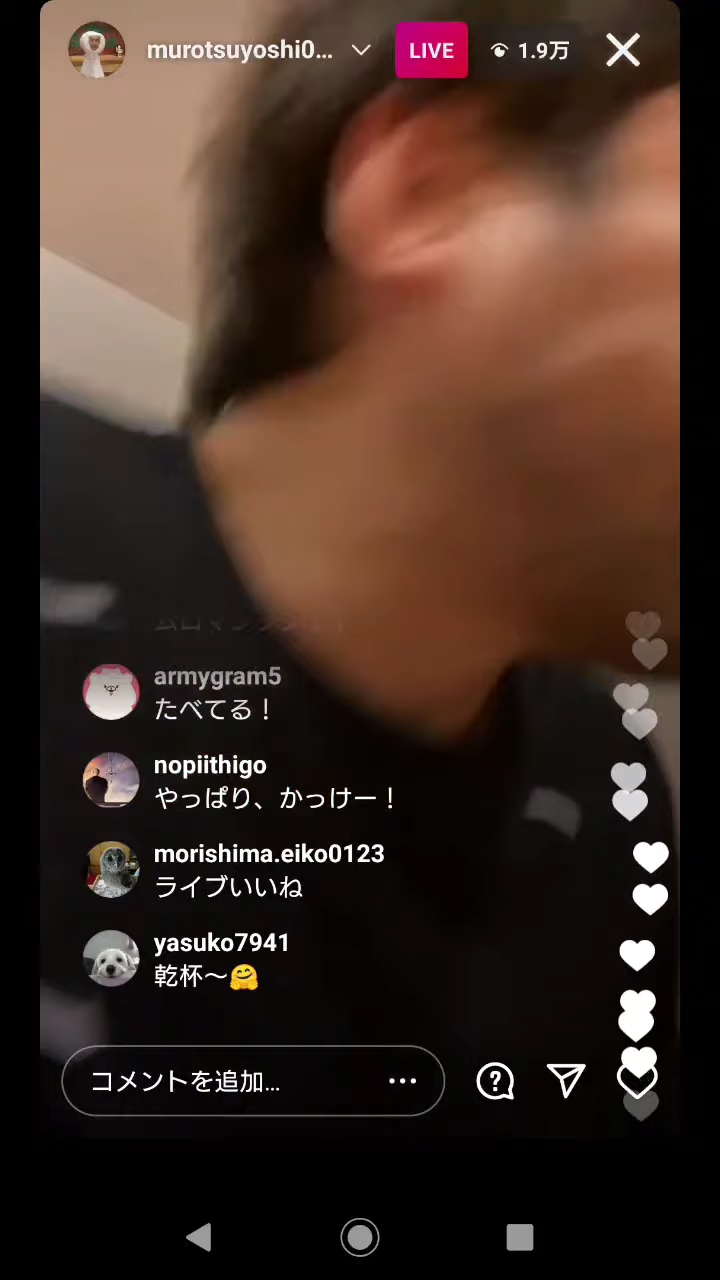 murotsuyoshi0...
LIVE
1.9万
armygram5
たべてる！
nopiithigo
やっぱり、かっけー！
morishima.eiko0123
ライブいいね
yasuko7941
乾杯〜🤗
コメントを追加...